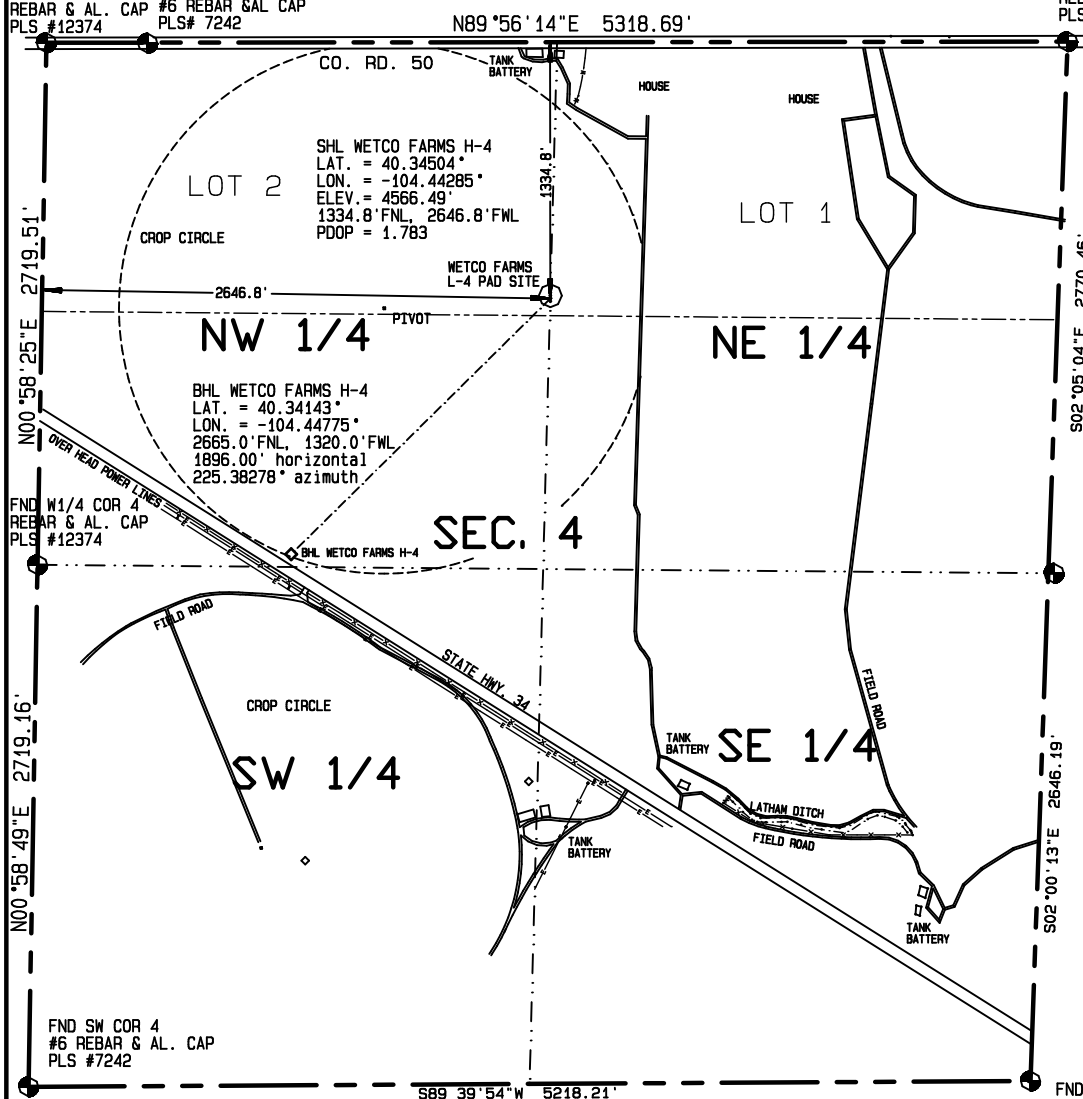 REBAR & AL. CAP
PLS #12374
#6 REBAR &AL CAP
PLS# 7242
N89°56'14"E 5318.69'
PLS
CO. RD. 50
TANK
BATTERY
HOUSE
HOUSE
SHL WETCO FARMS H-4
LAT. = 40.34504°
LON. = -104.44285°
ELEV.= 4566.49'
1334.8'FNL, 2646.8'FWL
PDOP = 1.783
1334.8'
LOT 2
LOT 1
CROP CIRCLE
WETCO FARMS
L-4 PAD SITE
2646.8'
PIVOT
N00°58'25"E 2719.51'
S02°05'04"E 2770.46'
NW 1/4
NE 1/4
BHL WETCO FARMS H-4
LAT. = 40.34143°
LON. = -104.44775°
2665.0'FNL, 1320.0'FWL
1896.00' horizontal
225.38278° azimuth
OVER HEAD POWER LINES
FND W1/4 COR 4
REBAR & AL. CAP
PLS #12374
SEC. 4
BHL WETCO FARMS H-4
FIELD ROAD
STATE HWY. 34
FIELD ROAD
CROP CIRCLE
N00°58'49"E 2719.16'
SW 1/4
TANK
BATTERY
SE 1/4
LATHAM DITCH
FIELD ROAD
S02°00'13"E 2646.19'
TANK
BATTERY
TANK
BATTERY
FND SW COR 4
#6 REBAR & AL. CAP
PLS #7242
S89 39'54"W 5218.21'
FND